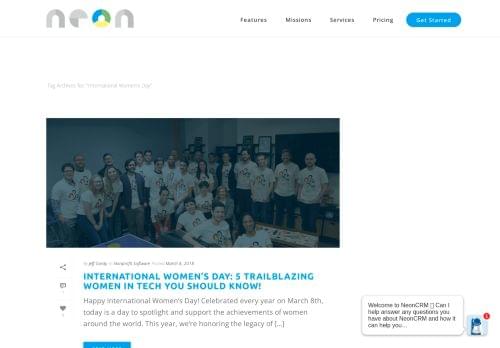 neon
Features
Missions
Services
Pricing
Get Started
Tag Archives for: "International Women's Day"
By Jeff Gordy In Nonprofit Software Posted March 8, 2018
INTERNATIONAL WOMEN'S DAY: 5 TRAILBLAZING
WOMEN IN TECH YOU SHOULD KNOW!
Happy International Women's Day! Celebrated every year on March 8th,
today is a day to spotlight and support the achievements of women
around the world. This year, we're honoring the legacy of [...]
Welcome to NeonCRM Can I
help answer any questions you
have about NeonCRM and how it
can help you...
1